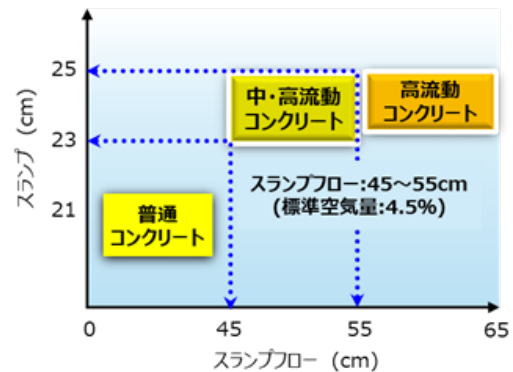 スランプ (cm)
25
23
21
中・高流動
コンクリート
高流動
コンクリート
普通
コンクリート
スランプフロー:45～55cm
(標準空気量:4.5%)
0
45
55
65
スランプフロー (cm)